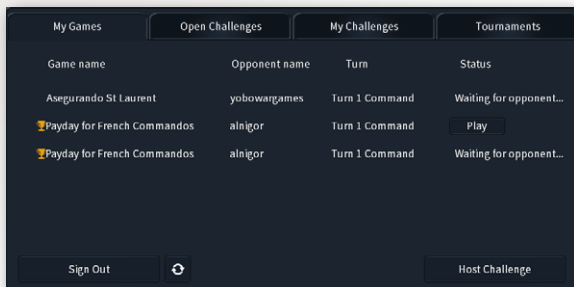 My Games Open Challenges My Challenges Tournaments
Game name Opponent name Turn Status
Asegurando St Laurent yobowargames Turn 1 Command Waiting for opponent...
Payday for French Commandos alnigor Turn 1 Command Play
Payday for French Commandos alnigor Turn 1 Command Waiting for opponent...
Sign Out Host Challenge